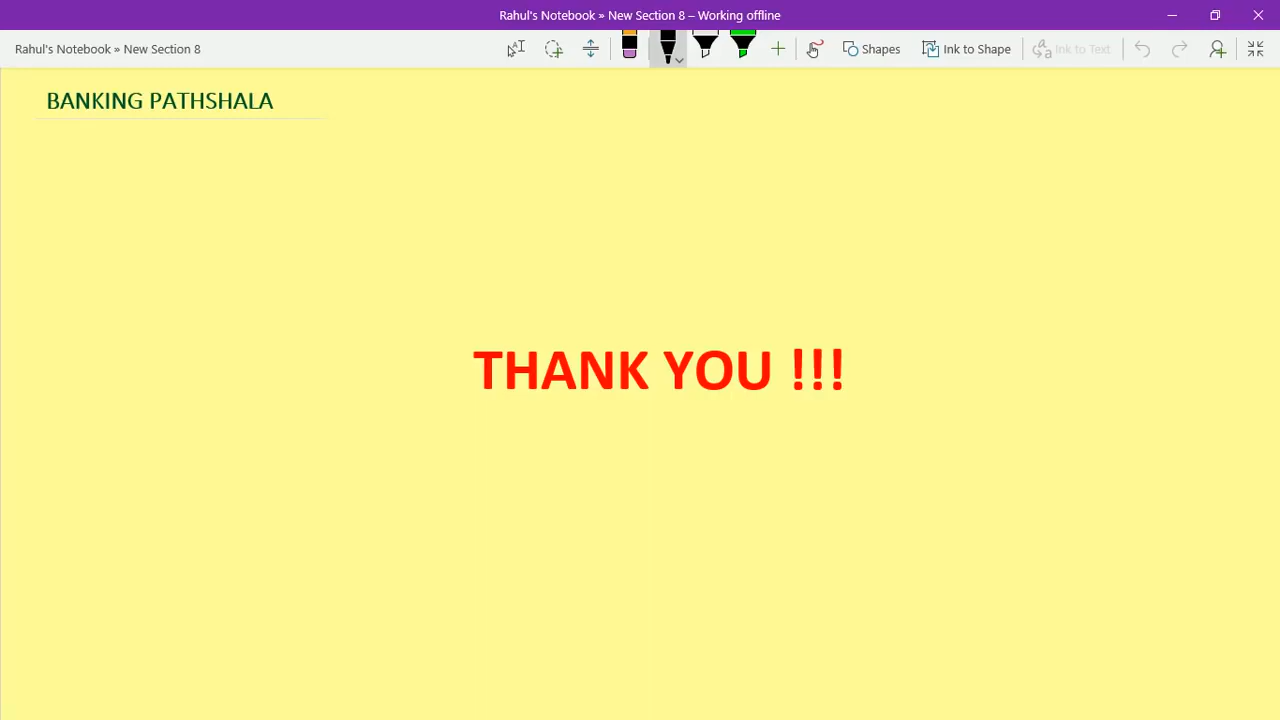 Rahul's Notebook » New Section 8 – Working offline
Rahul's Notebook » New Section 8
Shapes
Ink to Shape
Ink to Text
BANKING PATHSHALA
THANK YOU !!!